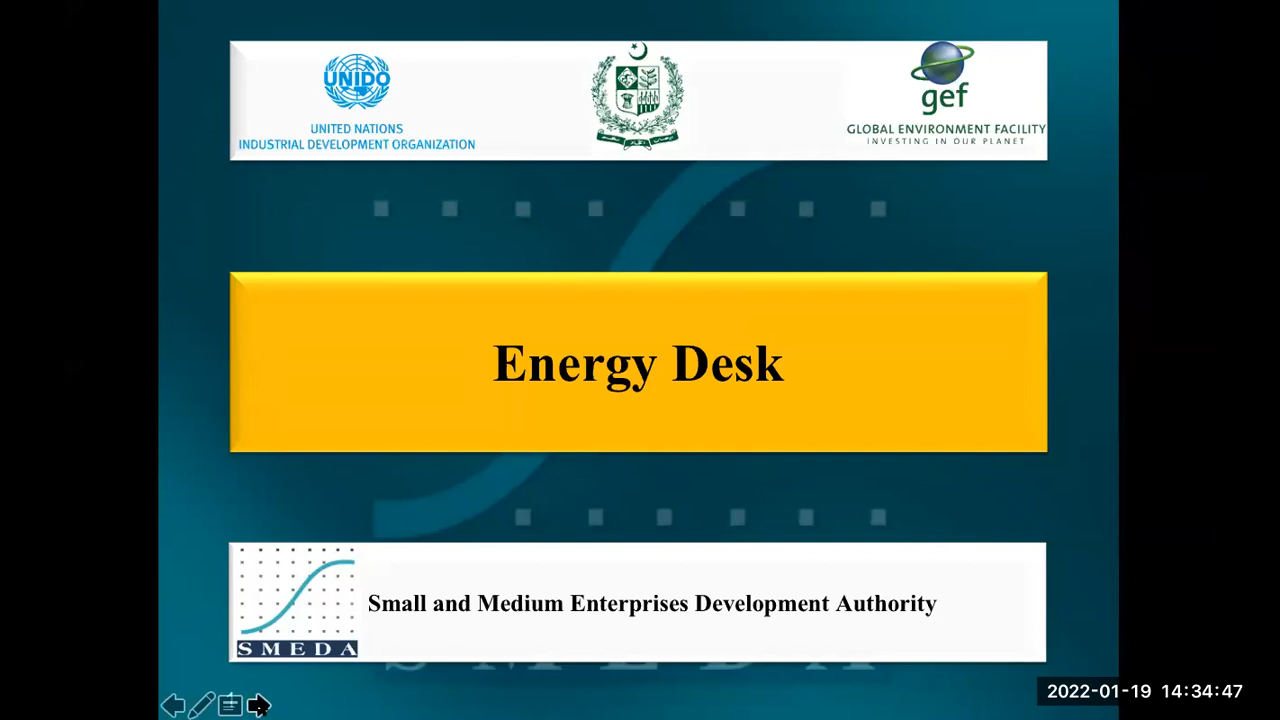 UNIDO
UNITED NATIONS
INDUSTRIAL DEVELOPMENT ORGANIZATION
gef
GLOBAL ENVIRONMENT FACILITY
INVESTING IN OUR PLANET
Energy Desk
Small and Medium Enterprises Development Authority
SMEDA
SMEDA
2022-01-19 14:34:47